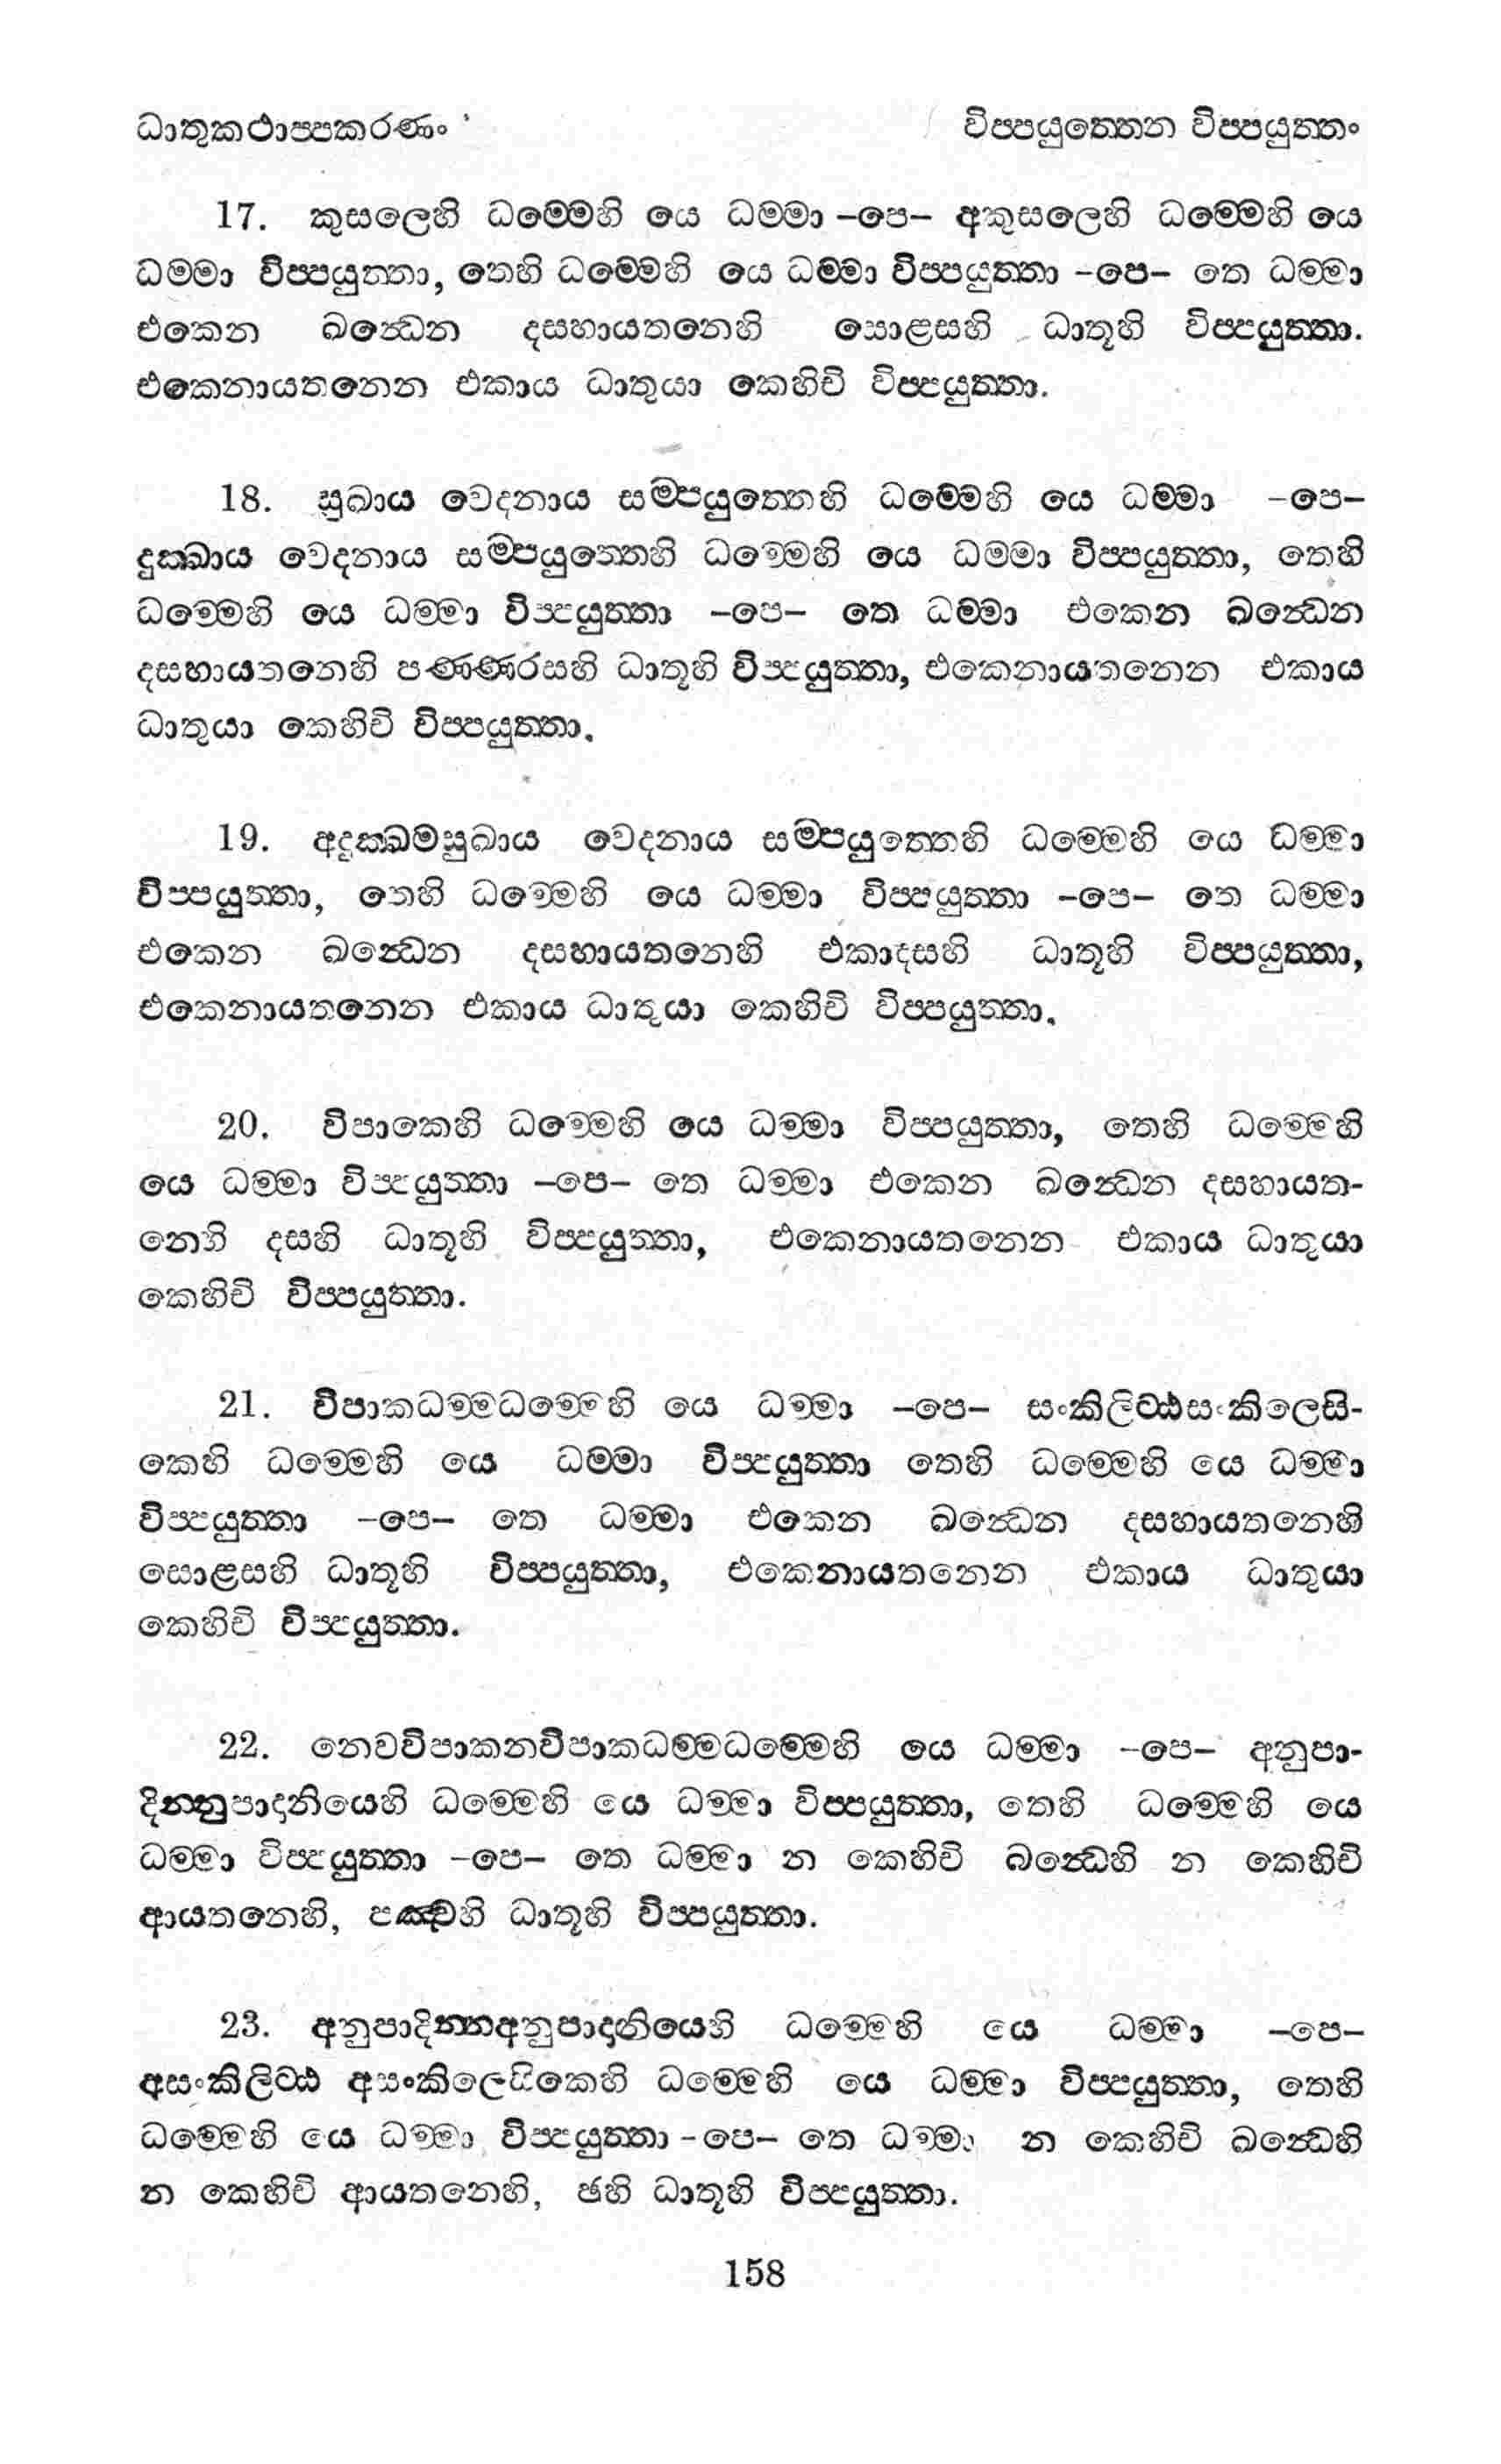 ධාතුකථාප්පකරණං
විප්පයුත්තෙන විප්පයුත්තං
17. කුසලෙහි ධම්මෙහි යෙ ධම්මා –පෙ– අකුසලෙහි ධම්මෙහි යෙ
ධම්මා විප්පයුත්තා, තෙහි ධම්මෙහි යෙ ධම්මා විප්පයුත්තා –පෙ– තෙ ධම්මා
එකෙන ඛන්ධෙන දසහායතනෙහි සොළසහි ධාතූහි විප්පයුත්තා.
එකෙනායතනෙන එකාය ධාතුයා කෙහිචි විප්පයුත්තා.
18. සුඛාය වෙදනාය සම්පයුත්තෙහි ධම්මෙහි යෙ ධම්මා –පෙ–
දුක්ඛාය වෙදනාය සම්පයුත්තෙහි ධම්මෙහි යෙ ධම්මා විප්පයුත්තා, තෙහි
ධම්මෙහි යෙ ධම්මා විප්පයුත්තා –පෙ– තෙ ධම්මා එකෙන ඛන්ධෙන
දසහායතනෙහි පණ්ණරසහි ධාතූහි විප්පයුත්තා, එකෙනායතනෙන එකාය
ධාතුයා කෙහිචි විප්පයුත්තා.
19. අදුක්ඛමසුඛාය වෙදනාය සම්පයුත්තෙහි ධම්මෙහි යෙ ධම්මා
විප්පයුත්තා, තෙහි ධම්මෙහි යෙ ධම්මා විප්පයුත්තා –පෙ– තෙ ධම්මා
එකෙන ඛන්ධෙන දසහායතනෙහි එකාදසහි ධාතූහි විප්පයුත්තා,
එකෙනායතනෙන එකාය ධාතුයා කෙහිචි විප්පයුත්තා.
20. විපාකෙහි ධම්මෙහි යෙ ධම්මා විප්පයුත්තා, තෙහි ධම්මෙහි
යෙ ධම්මා විප්පයුත්තා –පෙ– තෙ ධම්මා එකෙන ඛන්ධෙන දසහායත-
නෙහි දසහි ධාතූහි විප්පයුත්තා, එකෙනායතනෙන එකාය ධාතුයා
කෙහිචි විප්පයුත්තා.
21. විපාකධම්මධම්මෙහි යෙ ධම්මා –පෙ– සංකිලිට්ඨසංකිලෙසි-
කෙහි ධම්මෙහි යෙ ධම්මා විප්පයුත්තා තෙහි ධම්මෙහි යෙ ධම්මා
විප්පයුත්තා –පෙ– තෙ ධම්මා එකෙන ඛන්ධෙන දසහායතනෙහි
සොළසහි ධාතූහි විප්පයුත්තා, එකෙනායතනෙන එකාය ධාතුයා
කෙහිචි විප්පයුත්තා.
22. නෙවවිපාකනවිපාකධම්මධම්මෙහි යෙ ධම්මා –පෙ– අනුපා-
දින්නුපාදානියෙහි ධම්මෙහි යෙ ධම්මා විප්පයුත්තා, තෙහි ධම්මෙහි යෙ
ධම්මා විප්පයුත්තා –පෙ– තෙ ධම්මා න කෙහිචි ඛන්ධෙහි න කෙහිචි
ආයතනෙහි, පඤ්චහි ධාතූහි විප්පයුත්තා.
23. අනුපාදින්නඅනුපාදානියෙහි ධම්මෙහි යෙ ධම්මා –පෙ–
අසංකිලිට්ඨ අසංකිලෙසිකෙහි ධම්මෙහි යෙ ධම්මා විප්පයුත්තා, තෙහි
ධම්මෙහි යෙ ධම්මා විප්පයුත්තා –පෙ– තෙ ධම්මා න කෙහිචි ඛන්ධෙහි
න කෙහිචි ආයතනෙහි, ඡහි ධාතූහි විප්පයුත්තා.
158